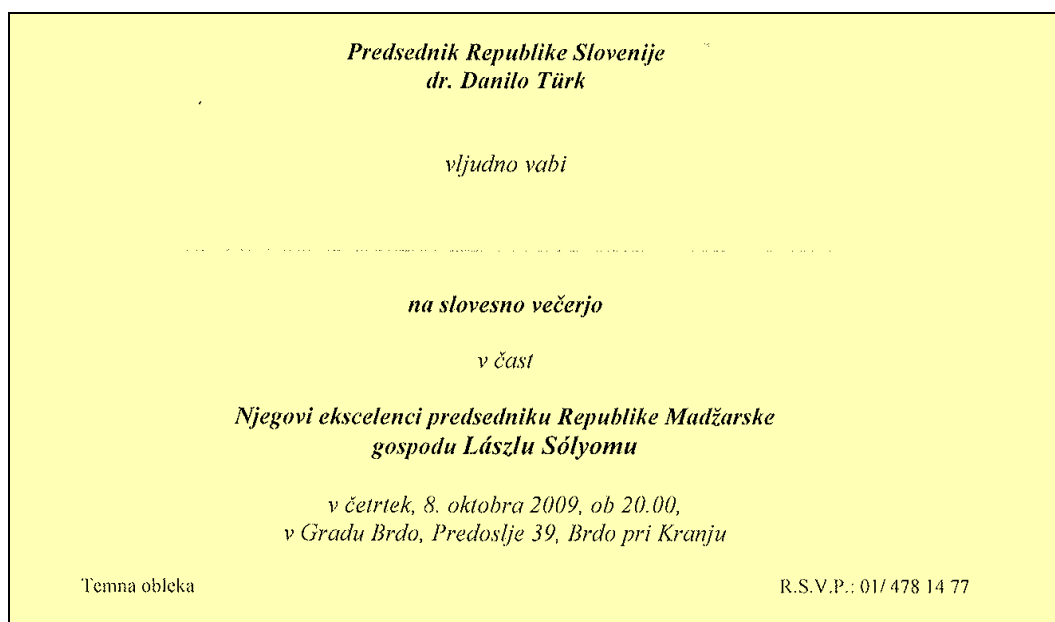 Predsednik Republike Slovenije
dr. Danilo Türk
vljudno vabi
na slovesno večerjo
v čast
Njegovi ekscelenci predsedniku Republike Madžarske
gospodu Lászlu Sólyomu
v četrtek, 8. oktobra 2009, ob 20.00,
v Gradu Brdo, Predoslje 39, Brdo pri Kranju
Temna obleka
R.S.V.P.: 01/ 478 14 77